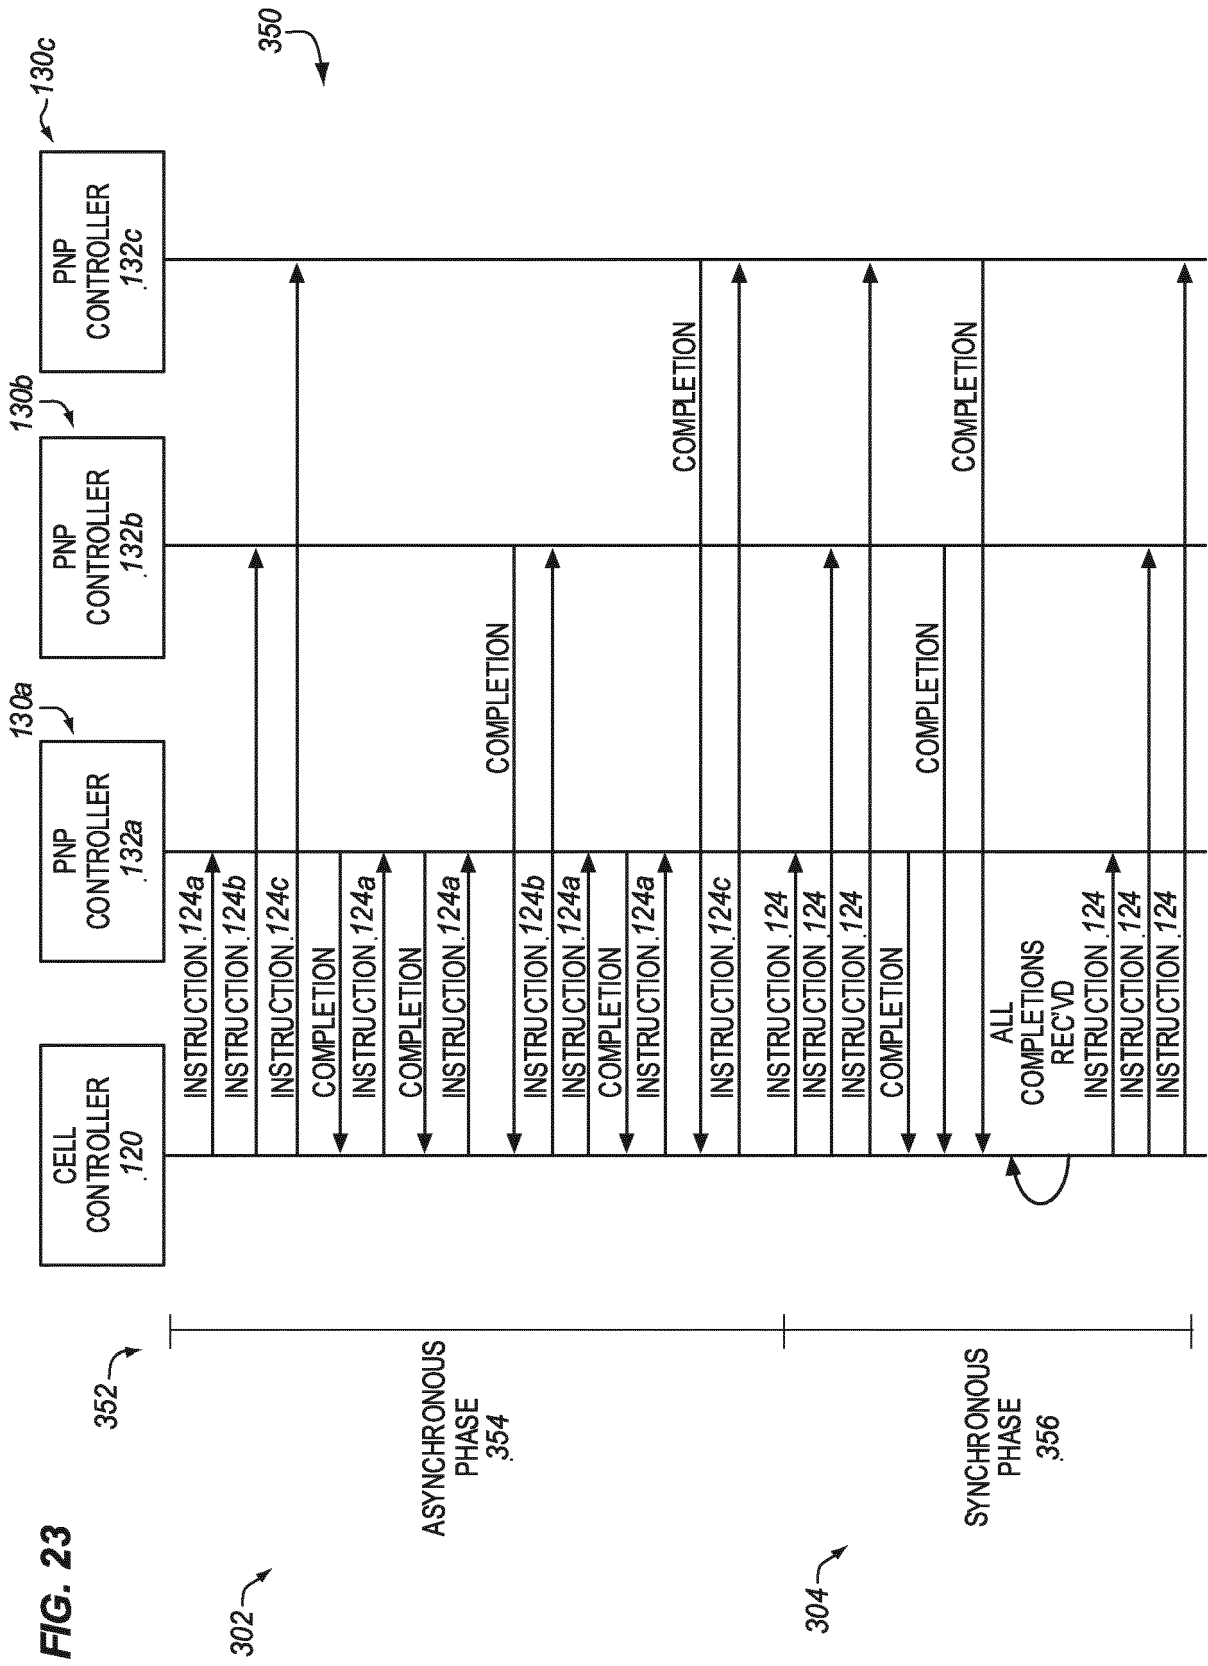 FIG. 23
130a
130b
130c
CELL
CONTROLLER
120
PNP
CONTROLLER
132a
PNP
CONTROLLER
132b
PNP
CONTROLLER
132c
352
350
302
ASYNCHRONOUS
PHASE
354
INSTRUCTION 124a
INSTRUCTION 124b
INSTRUCTION 124c
COMPLETION
INSTRUCTION 124a
COMPLETION
INSTRUCTION 124a
COMPLETION
INSTRUCTION 124b
INSTRUCTION 124a
COMPLETION
INSTRUCTION 124a
COMPLETION
INSTRUCTION 124c
304
SYNCHRONOUS
PHASE
356
INSTRUCTION 124
INSTRUCTION 124
INSTRUCTION 124
COMPLETION
COMPLETION
COMPLETION
ALL
COMPLETIONS
REC'VD
INSTRUCTION 124
INSTRUCTION 124
INSTRUCTION 124